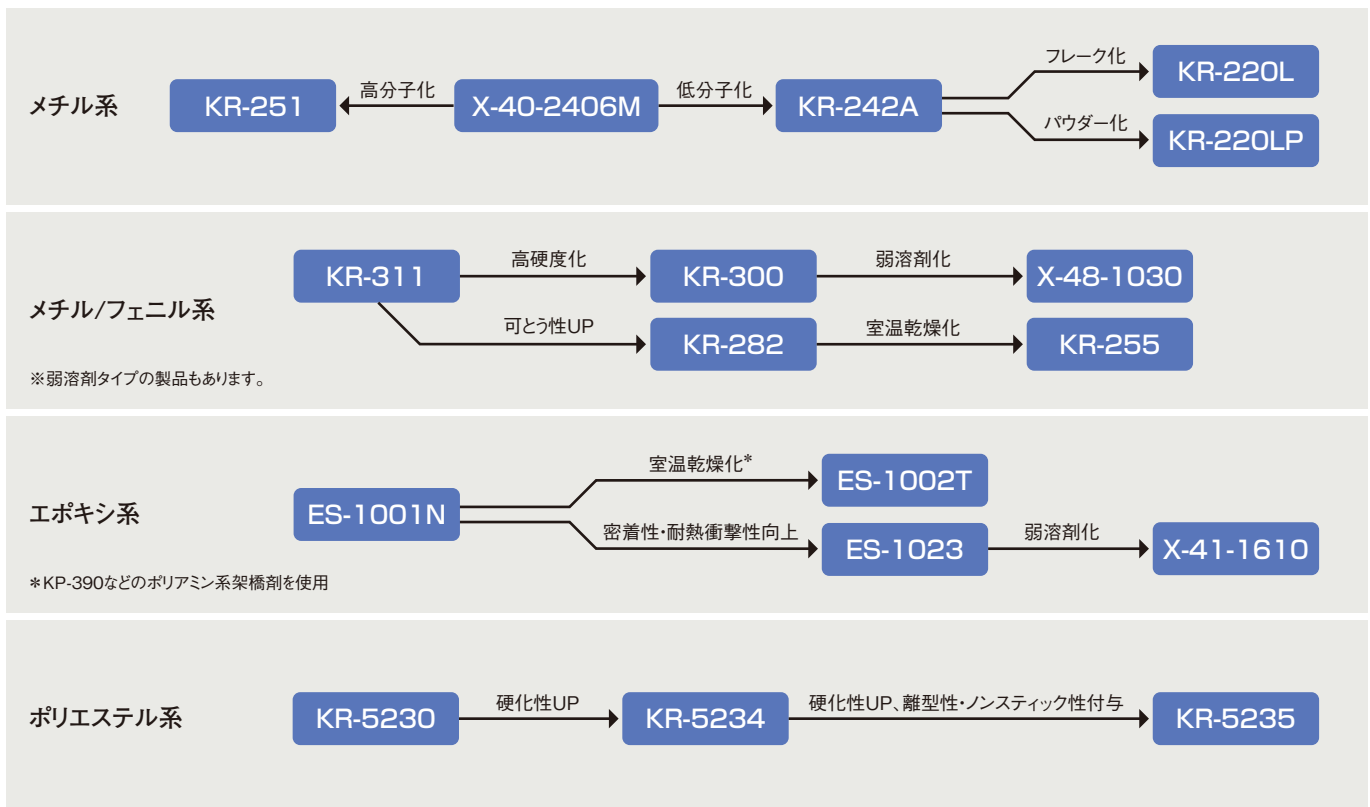 メチル系
KR-251
高分子化
X-40-2406M
低分子化
KR-242A
フレーク化
KR-220L
パウダー化
KR-220LP
メチル/フェニル系
※弱溶剤タイプの製品もあります。
KR-311
高硬度化
KR-300
弱溶剤化
X-48-1030
可とう性UP
KR-282
室温乾燥化
KR-255
エポキシ系
*KP-390などのポリアミン系架橋剤を使用
ES-1001N
室温乾燥化*
ES-1002T
密着性・耐熱衝撃性向上
ES-1023
弱溶剤化
X-41-1610
ポリエステル系
KR-5230
硬化性UP
KR-5234
硬化性UP、離型性・ノンスティック性付与
KR-5235